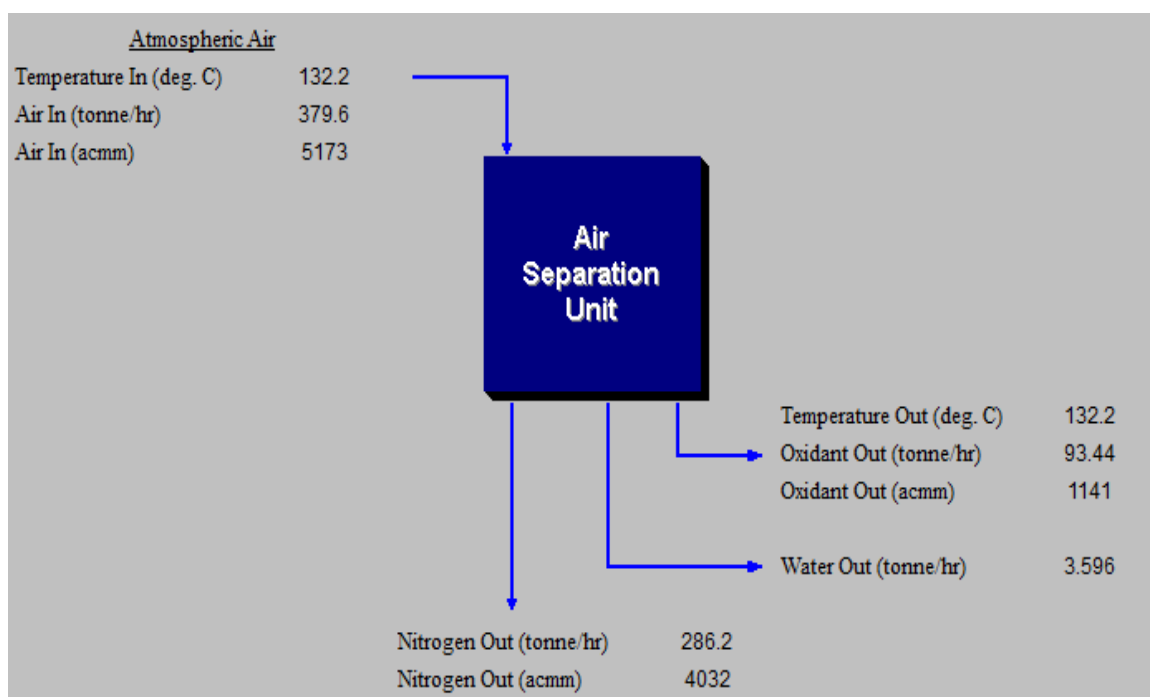 Atmospheric Air
Temperature In (deg. C) 132.2
Air In (tonne/hr) 379.6
Air In (acmm) 5173
Air
Separation
Unit
Temperature Out (deg. C) 132.2
Oxidant Out (tonne/hr) 93.44
Oxidant Out (acmm) 1141
Water Out (tonne/hr) 3.596
Nitrogen Out (tonne/hr) 286.2
Nitrogen Out (acmm) 4032